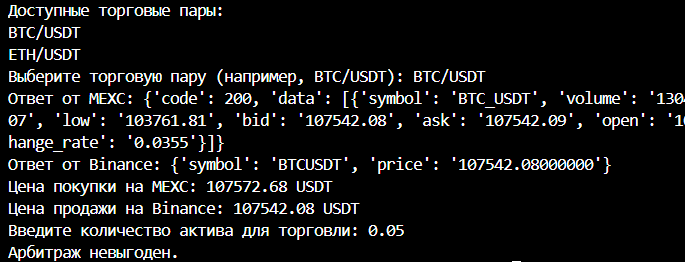 Доступные торговые пары:
BTC/USDT
ETH/USDT
Выберите торговую пару (например, BTC/USDT): BTC/USDT
Ответ от MEXC: {'code': 200, 'data': [{'symbol': 'BTC_USDT', 'volume': '1304
07', 'low': '103761.81', 'bid': '107542.08', 'ask': '107542.09', 'open': '10
hange_rate': '0.0355'}]}
Ответ от Binance: {'symbol': 'BTCUSDT', 'price': '107542.08000000'}
Цена покупки на MEXC: 107572.68 USDT
Цена продажи на Binance: 107542.08 USDT
Введите количество актива для торговли: 0.05
Арбитраж невыгоден.